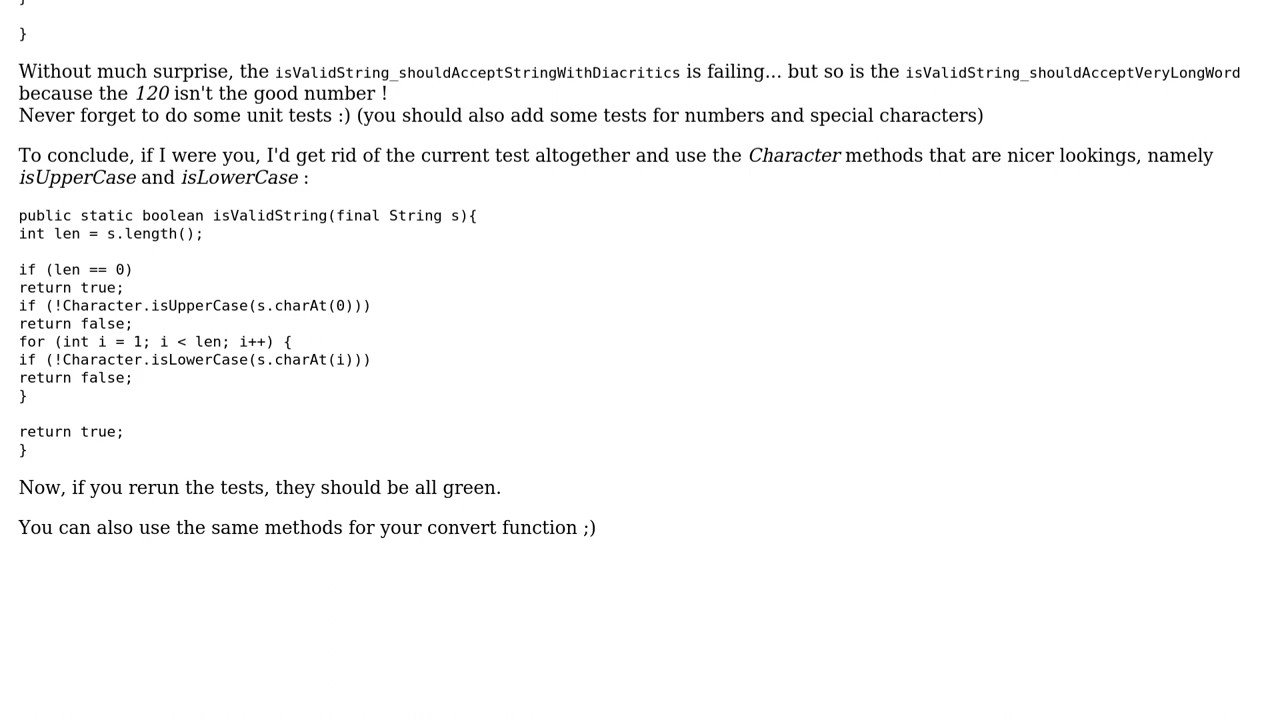 }
}
Without much surprise, the isValidString_shouldAcceptStringWithDiacritics is failing... but so is the isValidString_shouldAcceptVeryLongWord
because the 120 isn't the good number !
Never forget to do some unit tests :) (you should also add some tests for numbers and special characters)
To conclude, if I were you, I'd get rid of the current test altogether and use the Character methods that are nicer lookings, namely
isUpperCase and isLowerCase :
public static boolean isValidString(final String s){
int len = s.length();
if (len == 0)
return true;
if (!Character.isUpperCase(s.charAt(0)))
return false;
for (int i = 1; i < len; i++) {
if (!Character.isLowerCase(s.charAt(i)))
return false;
}
return true;
}
Now, if you rerun the tests, they should be all green.
You can also use the same methods for your convert function ;)